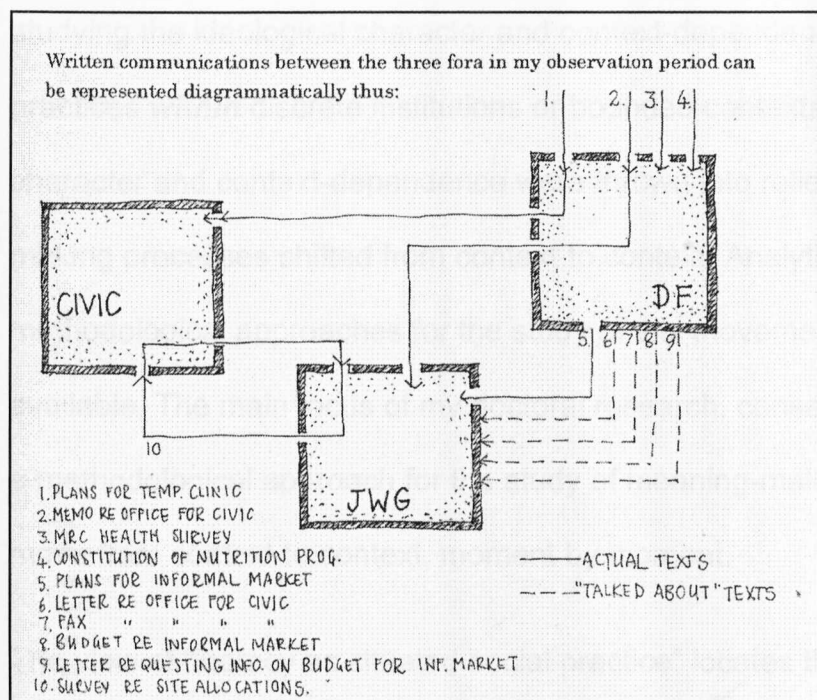 Written communications between the three fora in my observation period can
be represented diagrammatically thus:
1. 2. 3. 4.
CIVIC
DF
5 6 7 8 9
10
JWG
1. PLANS FOR TEMP. CLINIC
2. MEMO RE OFFICE FOR CIVIC
3. MRC HEALTH SURVEY
4. CONSTITUTION OF NUTRITION PROG.
5. PLANS FOR INFORMAL MARKET
6. LETTER RE OFFICE FOR CIVIC
7. FAX " " " "
8. BUDGET RE INFORMAL MARKET
9. LETTER REQUESTING INFO. ON BUDGET FOR INF. MARKET
10. SURVEY RE SITE ALLOCATIONS.
ACTUAL TEXTS
"TALKED ABOUT" TEXTS